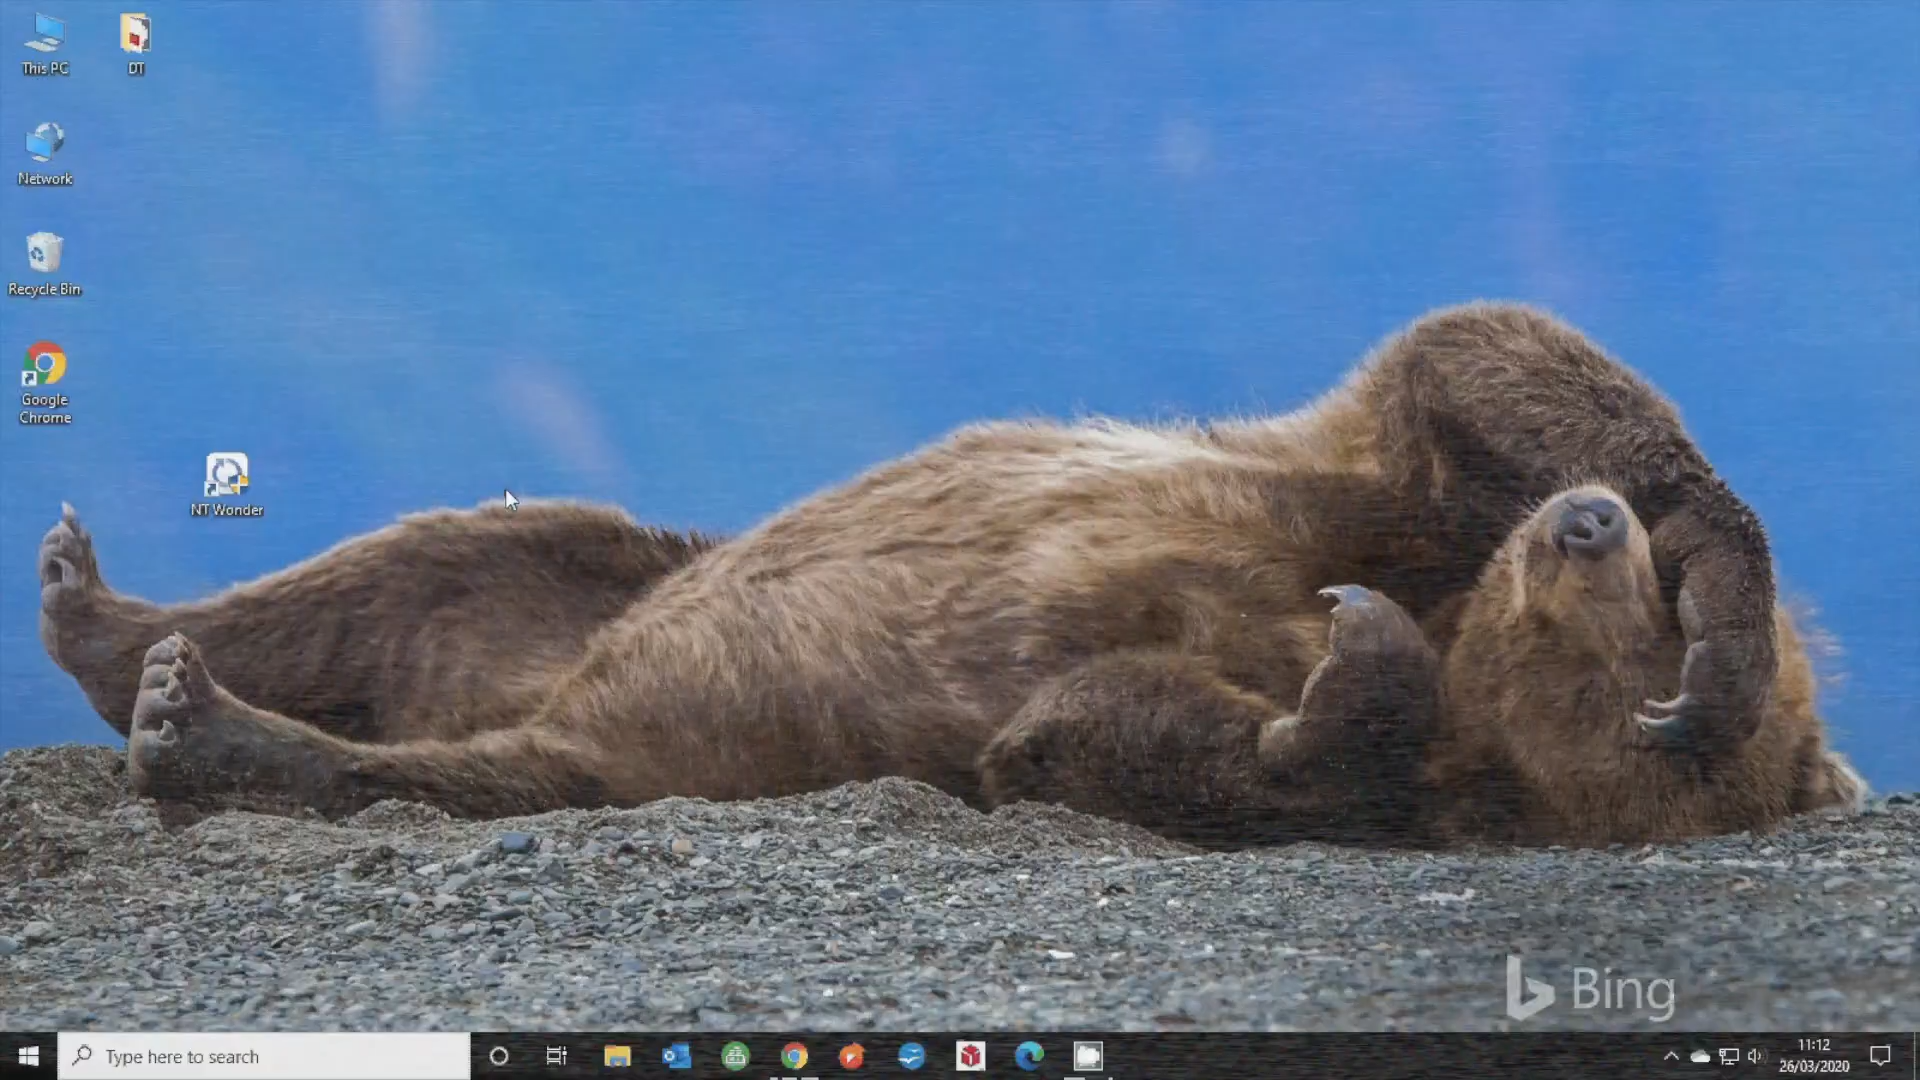 This PC
DT
Network
Recycle Bin
Google
Chrome
NT Wonder
Bing
Type here to search
11:12
26/03/2020